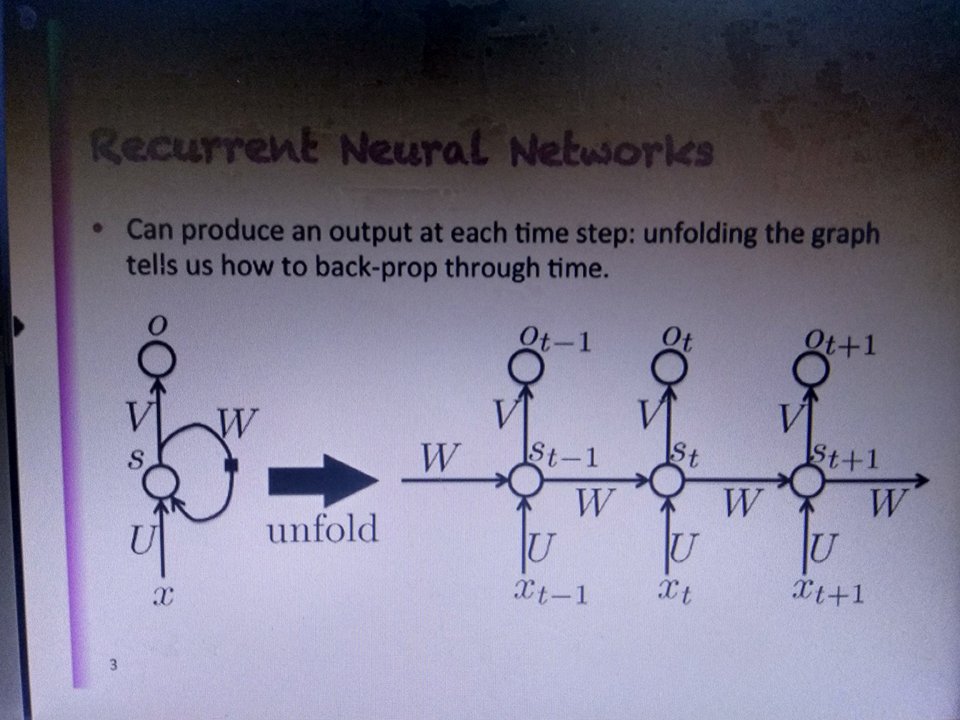 Recurrent Neural Networks
• Can produce an output at each time step: unfolding the graph
tells us how to back-prop through time.
o
V
W
s
U
x
unfold
o_{t-1} o_t o_{t+1}
V V V
W s_{t-1} s_t s_{t+1}
W W W
U U U
x_{t-1} x_t x_{t+1}
3